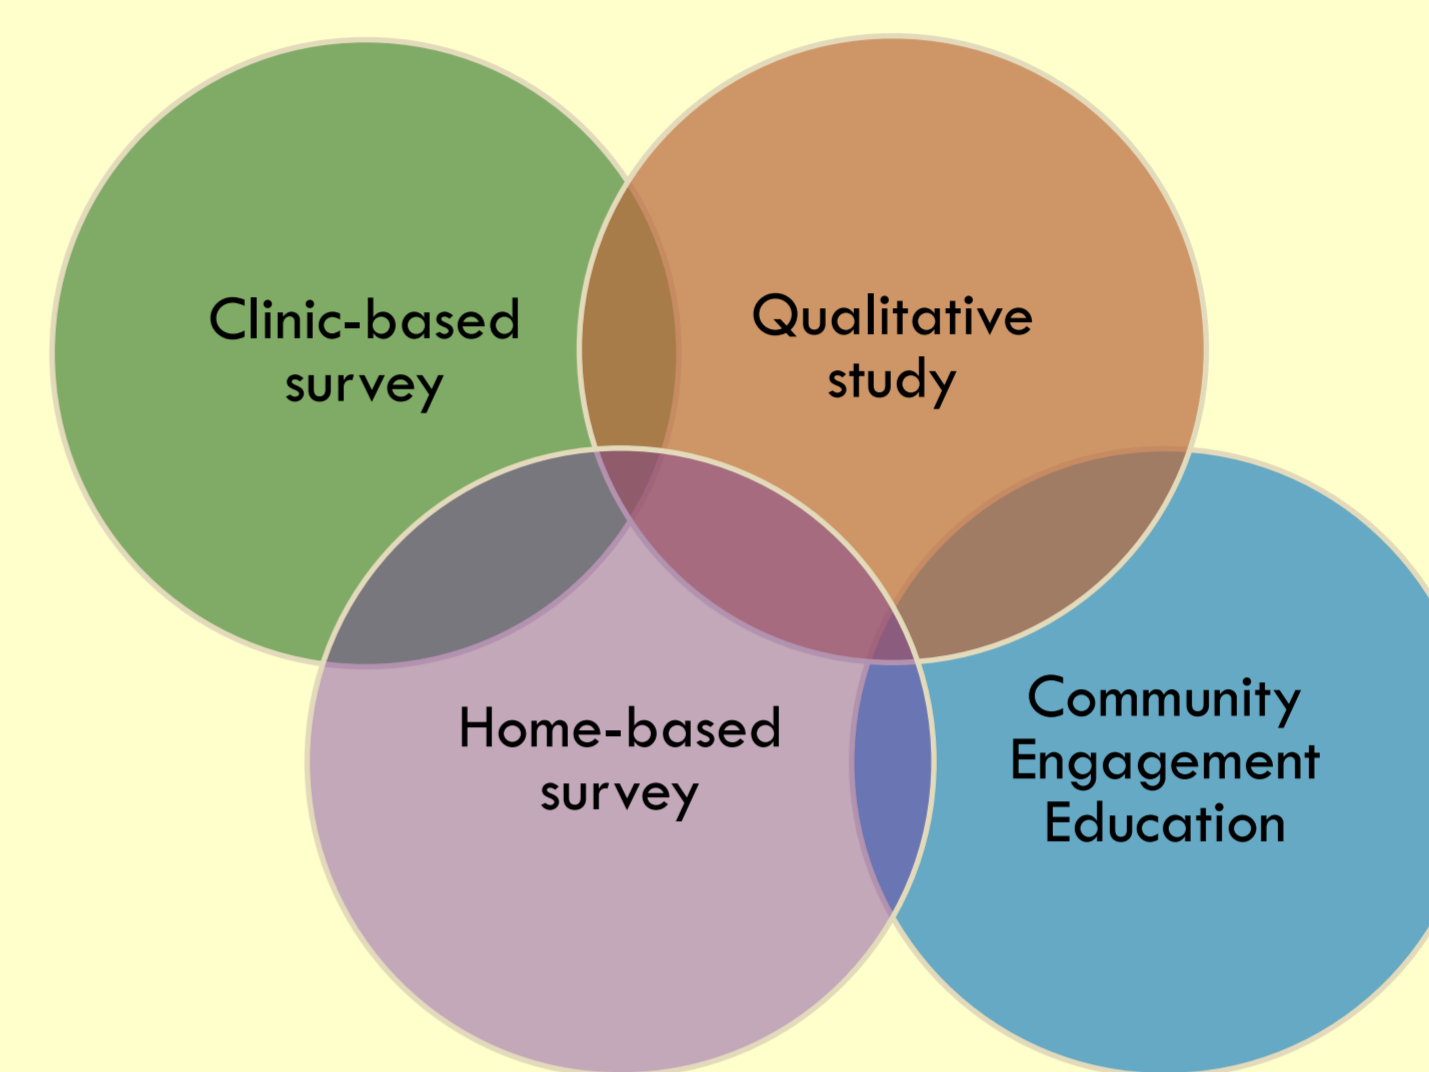 Clinic-based
survey
Qualitative
study
Home-based
survey
Community
Engagement
Education